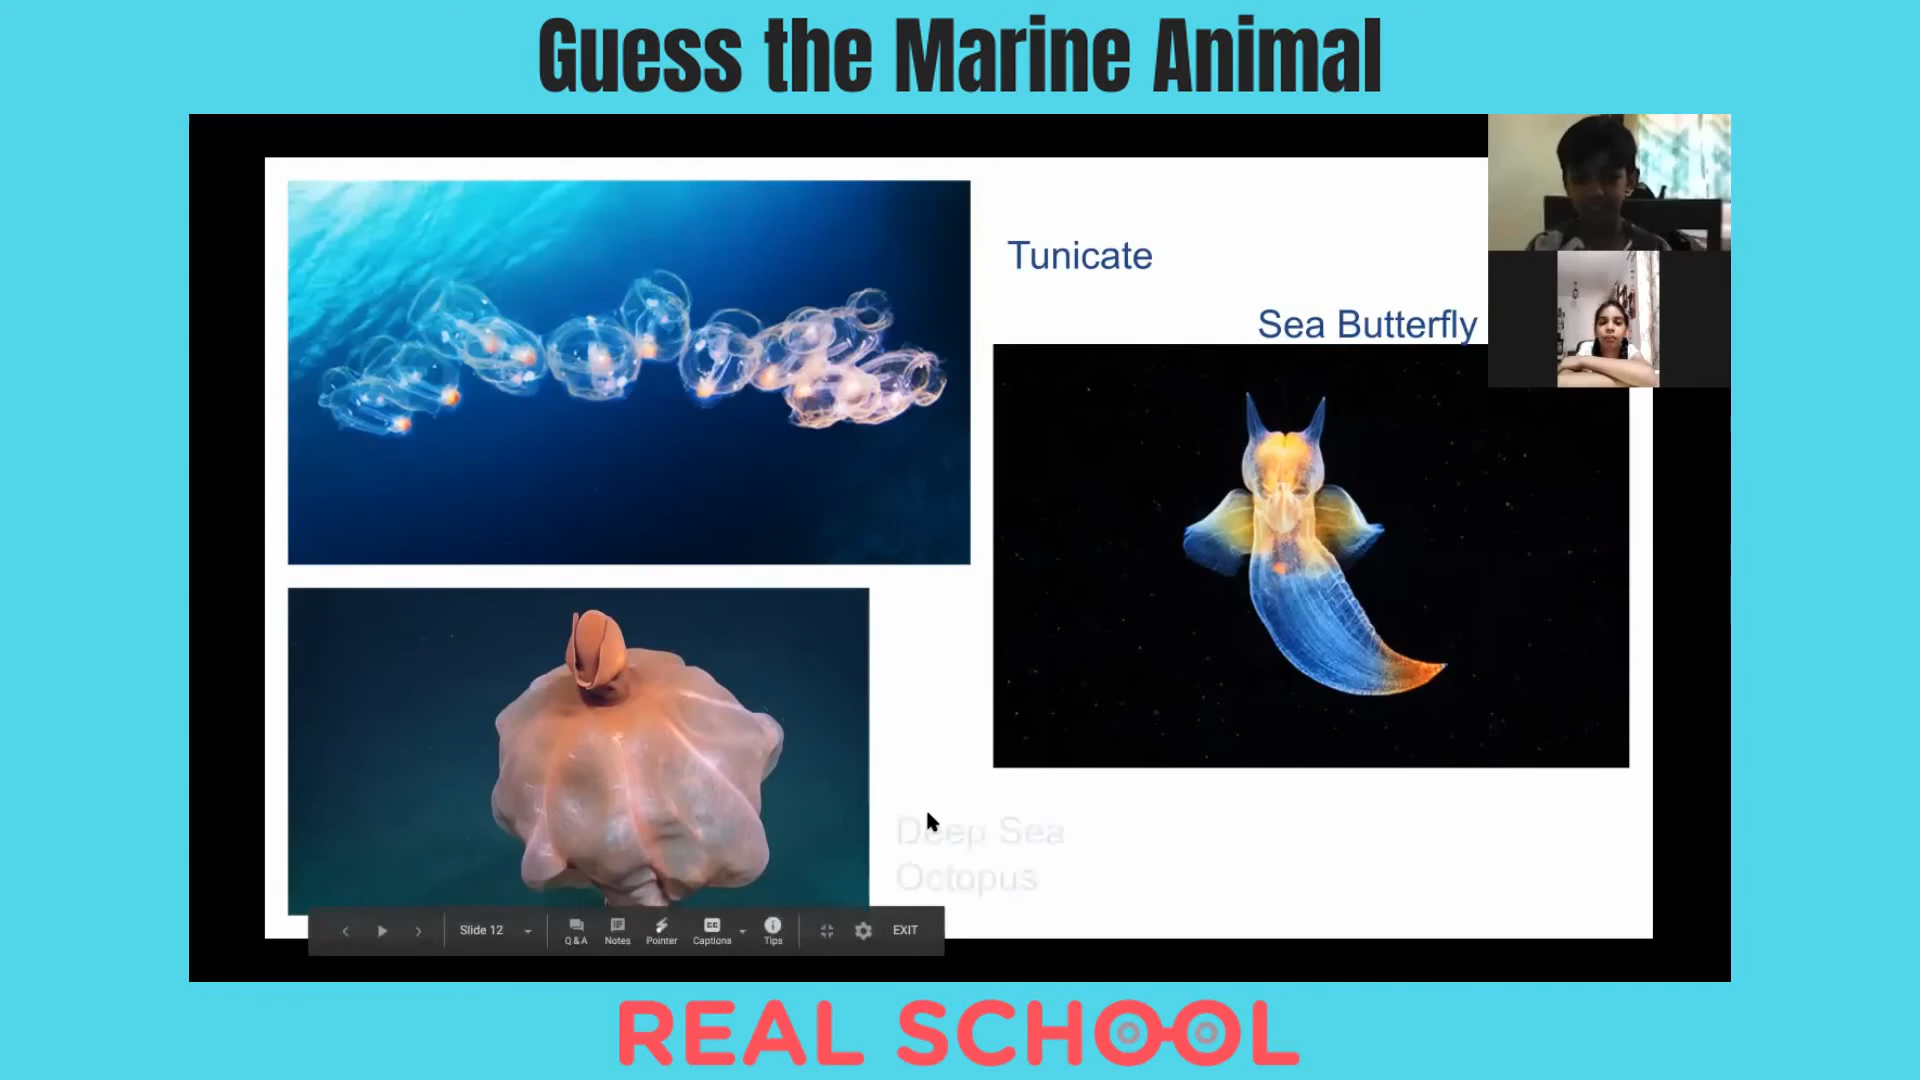 Guess the Marine Animal
Tunicate
Sea Butterfly
Deep Sea
Octopus
Slide 12
Q & A
Notes
Pointer
CC
Captions
Tips
EXIT
REAL SCHOOL